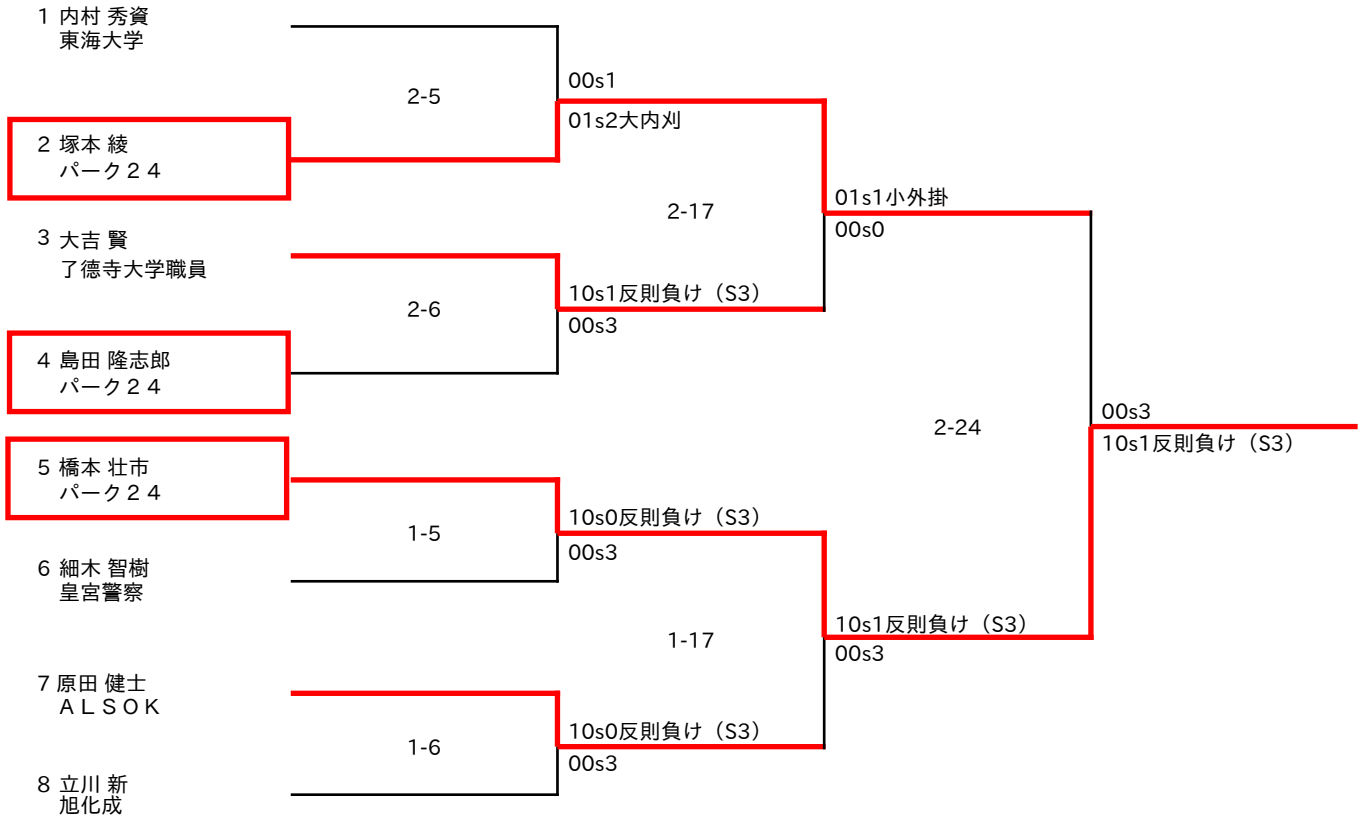 1 内村 秀資
東海大学
2 塚本 綾
パーク２４
3 大吉 賢
了德寺大学職員
4 島田 隆志郎
パーク２４
5 橋本 壮市
パーク２４
6 細木 智樹
皇宮警察
7 原田 健士
ＡＬＳＯＫ
8 立川 新
旭化成
2-5
2-6
1-5
1-6
00s1
01s2大内刈
10s1反則負け（S3）
00s3
10s0反則負け（S3）
00s3
10s0反則負け（S3）
00s3
2-17
1-17
01s1小外掛
00s0
10s1反則負け（S3）
00s3
2-24
00s3
10s1反則負け（S3）